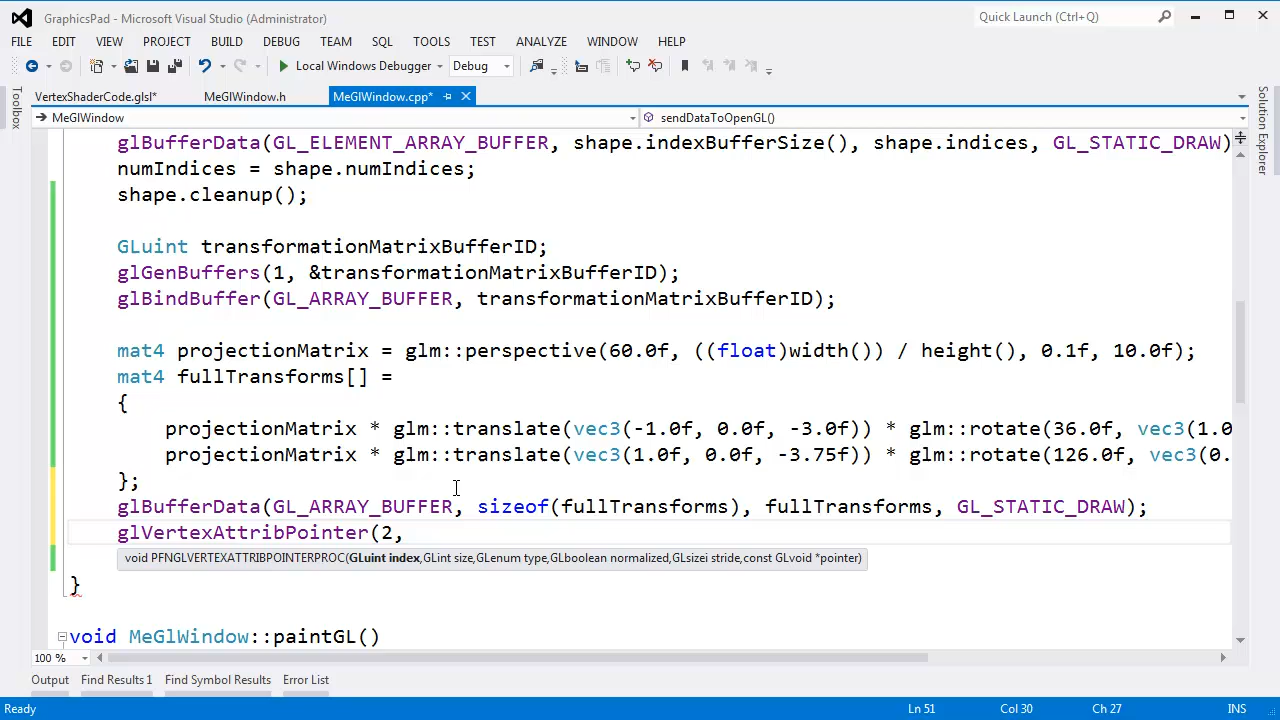 GraphicsPad - Microsoft Visual Studio (Administrator)
Quick Launch (Ctrl+Q)
FILE EDIT VIEW PROJECT BUILD DEBUG TEAM SQL TOOLS TEST ANALYZE WINDOW HELP
Local Windows Debugger Debug
VertexShaderCode.glsl* MeGlWindow.h MeGlWindow.cpp*
Toolbox
Solution Explorer
MeGlWindow sendDataToOpenGL()
glBufferData(GL_ELEMENT_ARRAY_BUFFER, shape.indexBufferSize(), shape.indices, GL_STATIC_DRAW)
numIndices = shape.numIndices;
shape.cleanup();
GLuint transformationMatrixBufferID;
glGenBuffers(1, &transformationMatrixBufferID);
glBindBuffer(GL_ARRAY_BUFFER, transformationMatrixBufferID);
mat4 projectionMatrix = glm::perspective(60.0f, ((float)width()) / height(), 0.1f, 10.0f);
mat4 fullTransforms[] =
{
projectionMatrix * glm::translate(vec3(-1.0f, 0.0f, -3.0f)) * glm::rotate(36.0f, vec3(1.0
projectionMatrix * glm::translate(vec3(1.0f, 0.0f, -3.75f)) * glm::rotate(126.0f, vec3(0.
};
glBufferData(GL_ARRAY_BUFFER, sizeof(fullTransforms), fullTransforms, GL_STATIC_DRAW);
glVertexAttribPointer(2,
void PFNGLVERTEXATTRIBPOINTERPROC(GLuint index,GLint size,GLenum type,GLboolean normalized,GLsizei stride,const GLvoid *pointer)
}
void MeGlWindow::paintGL()
100 %
Output Find Results 1 Find Symbol Results Error List
Ready Ln 51 Col 30 Ch 27 INS